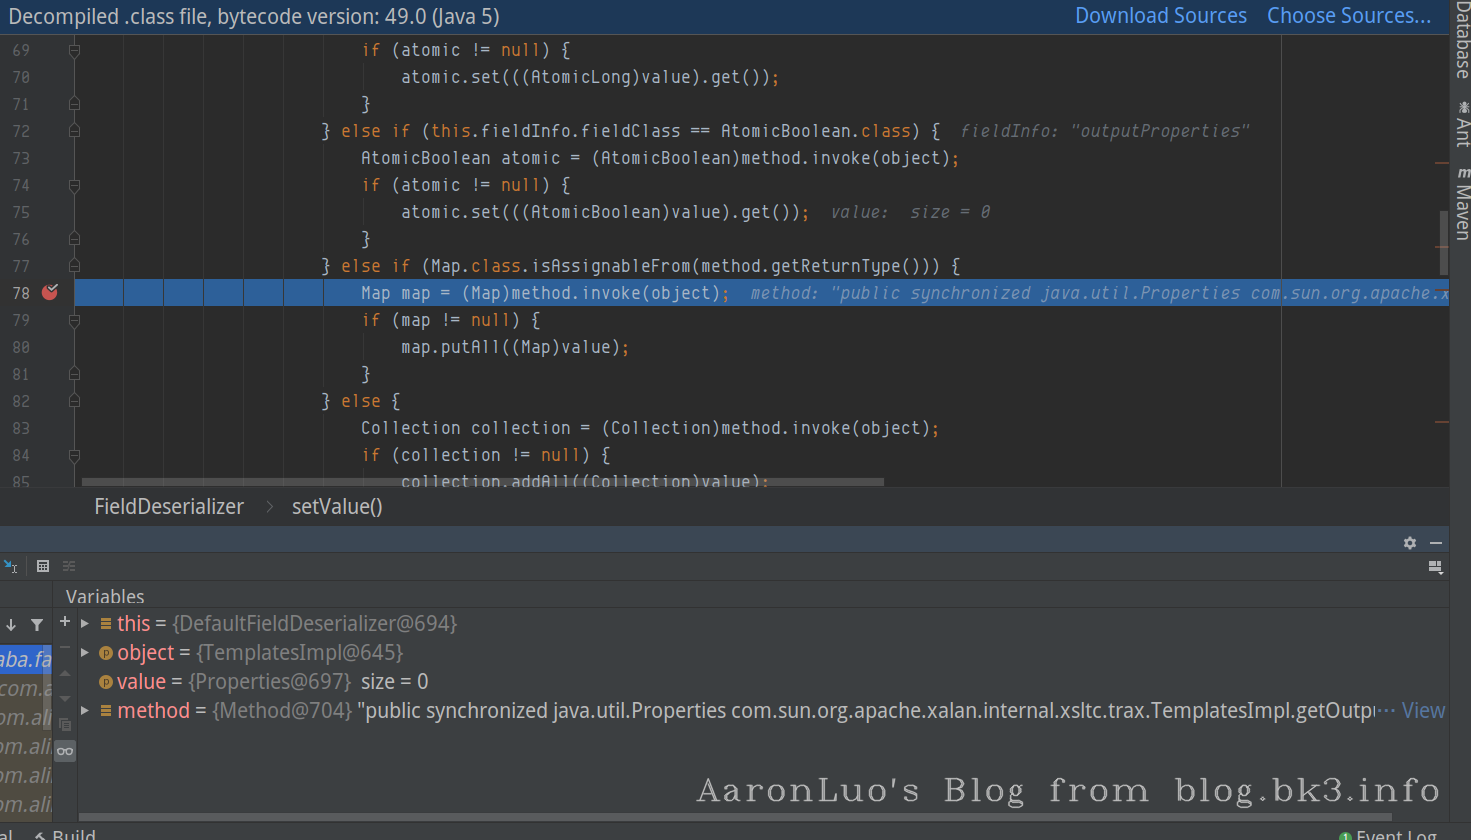 Decompiled .class file, bytecode version: 49.0 (Java 5) Download Sources Choose Sources...
69 if (atomic != null) {
70 atomic.set(((AtomicLong)value).get());
71 }
72 } else if (this.fieldInfo.fieldClass == AtomicBoolean.class) { fieldInfo: "outputProperties"
73 AtomicBoolean atomic = (AtomicBoolean)method.invoke(object);
74 if (atomic != null) {
75 atomic.set(((AtomicBoolean)value).get()); value: size = 0
76 }
77 } else if (Map.class.isAssignableFrom(method.getReturnType())) {
78 Map map = (Map)method.invoke(object); method: "public synchronized java.util.Properties com.sun.org.apache.x
79 if (map != null) {
80 map.putAll((Map)value);
81 }
82 } else {
83 Collection collection = (Collection)method.invoke(object);
84 if (collection != null) {
85 collection.addAll((Collection)value);
Database
Ant
m Maven
FieldDeserializer > setValue()
Variables
this = {DefaultFieldDeserializer@694}
object = {TemplatesImpl@645}
value = {Properties@697} size = 0
method = {Method@704} "public synchronized java.util.Properties com.sun.org.apache.xalan.internal.xsltc.trax.TemplatesImpl.getOutpu... View
aba.fa
com.a
om.ali
om.ali
om.ali
om.ali
AaronLuo's Blog from blog.bk3.info
al Build 1 Event Log